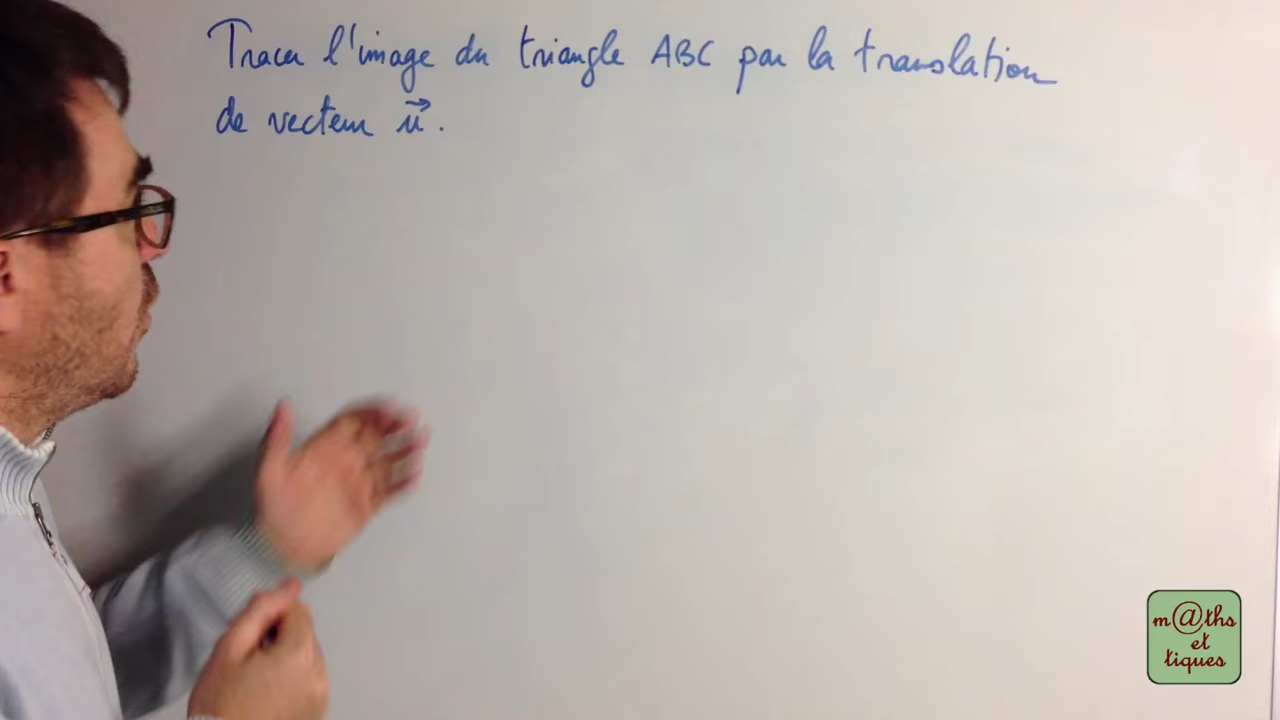 Tracer l'image du triangle ABC par la translation
de vecteur u⃗.
m@ths
et
tiques